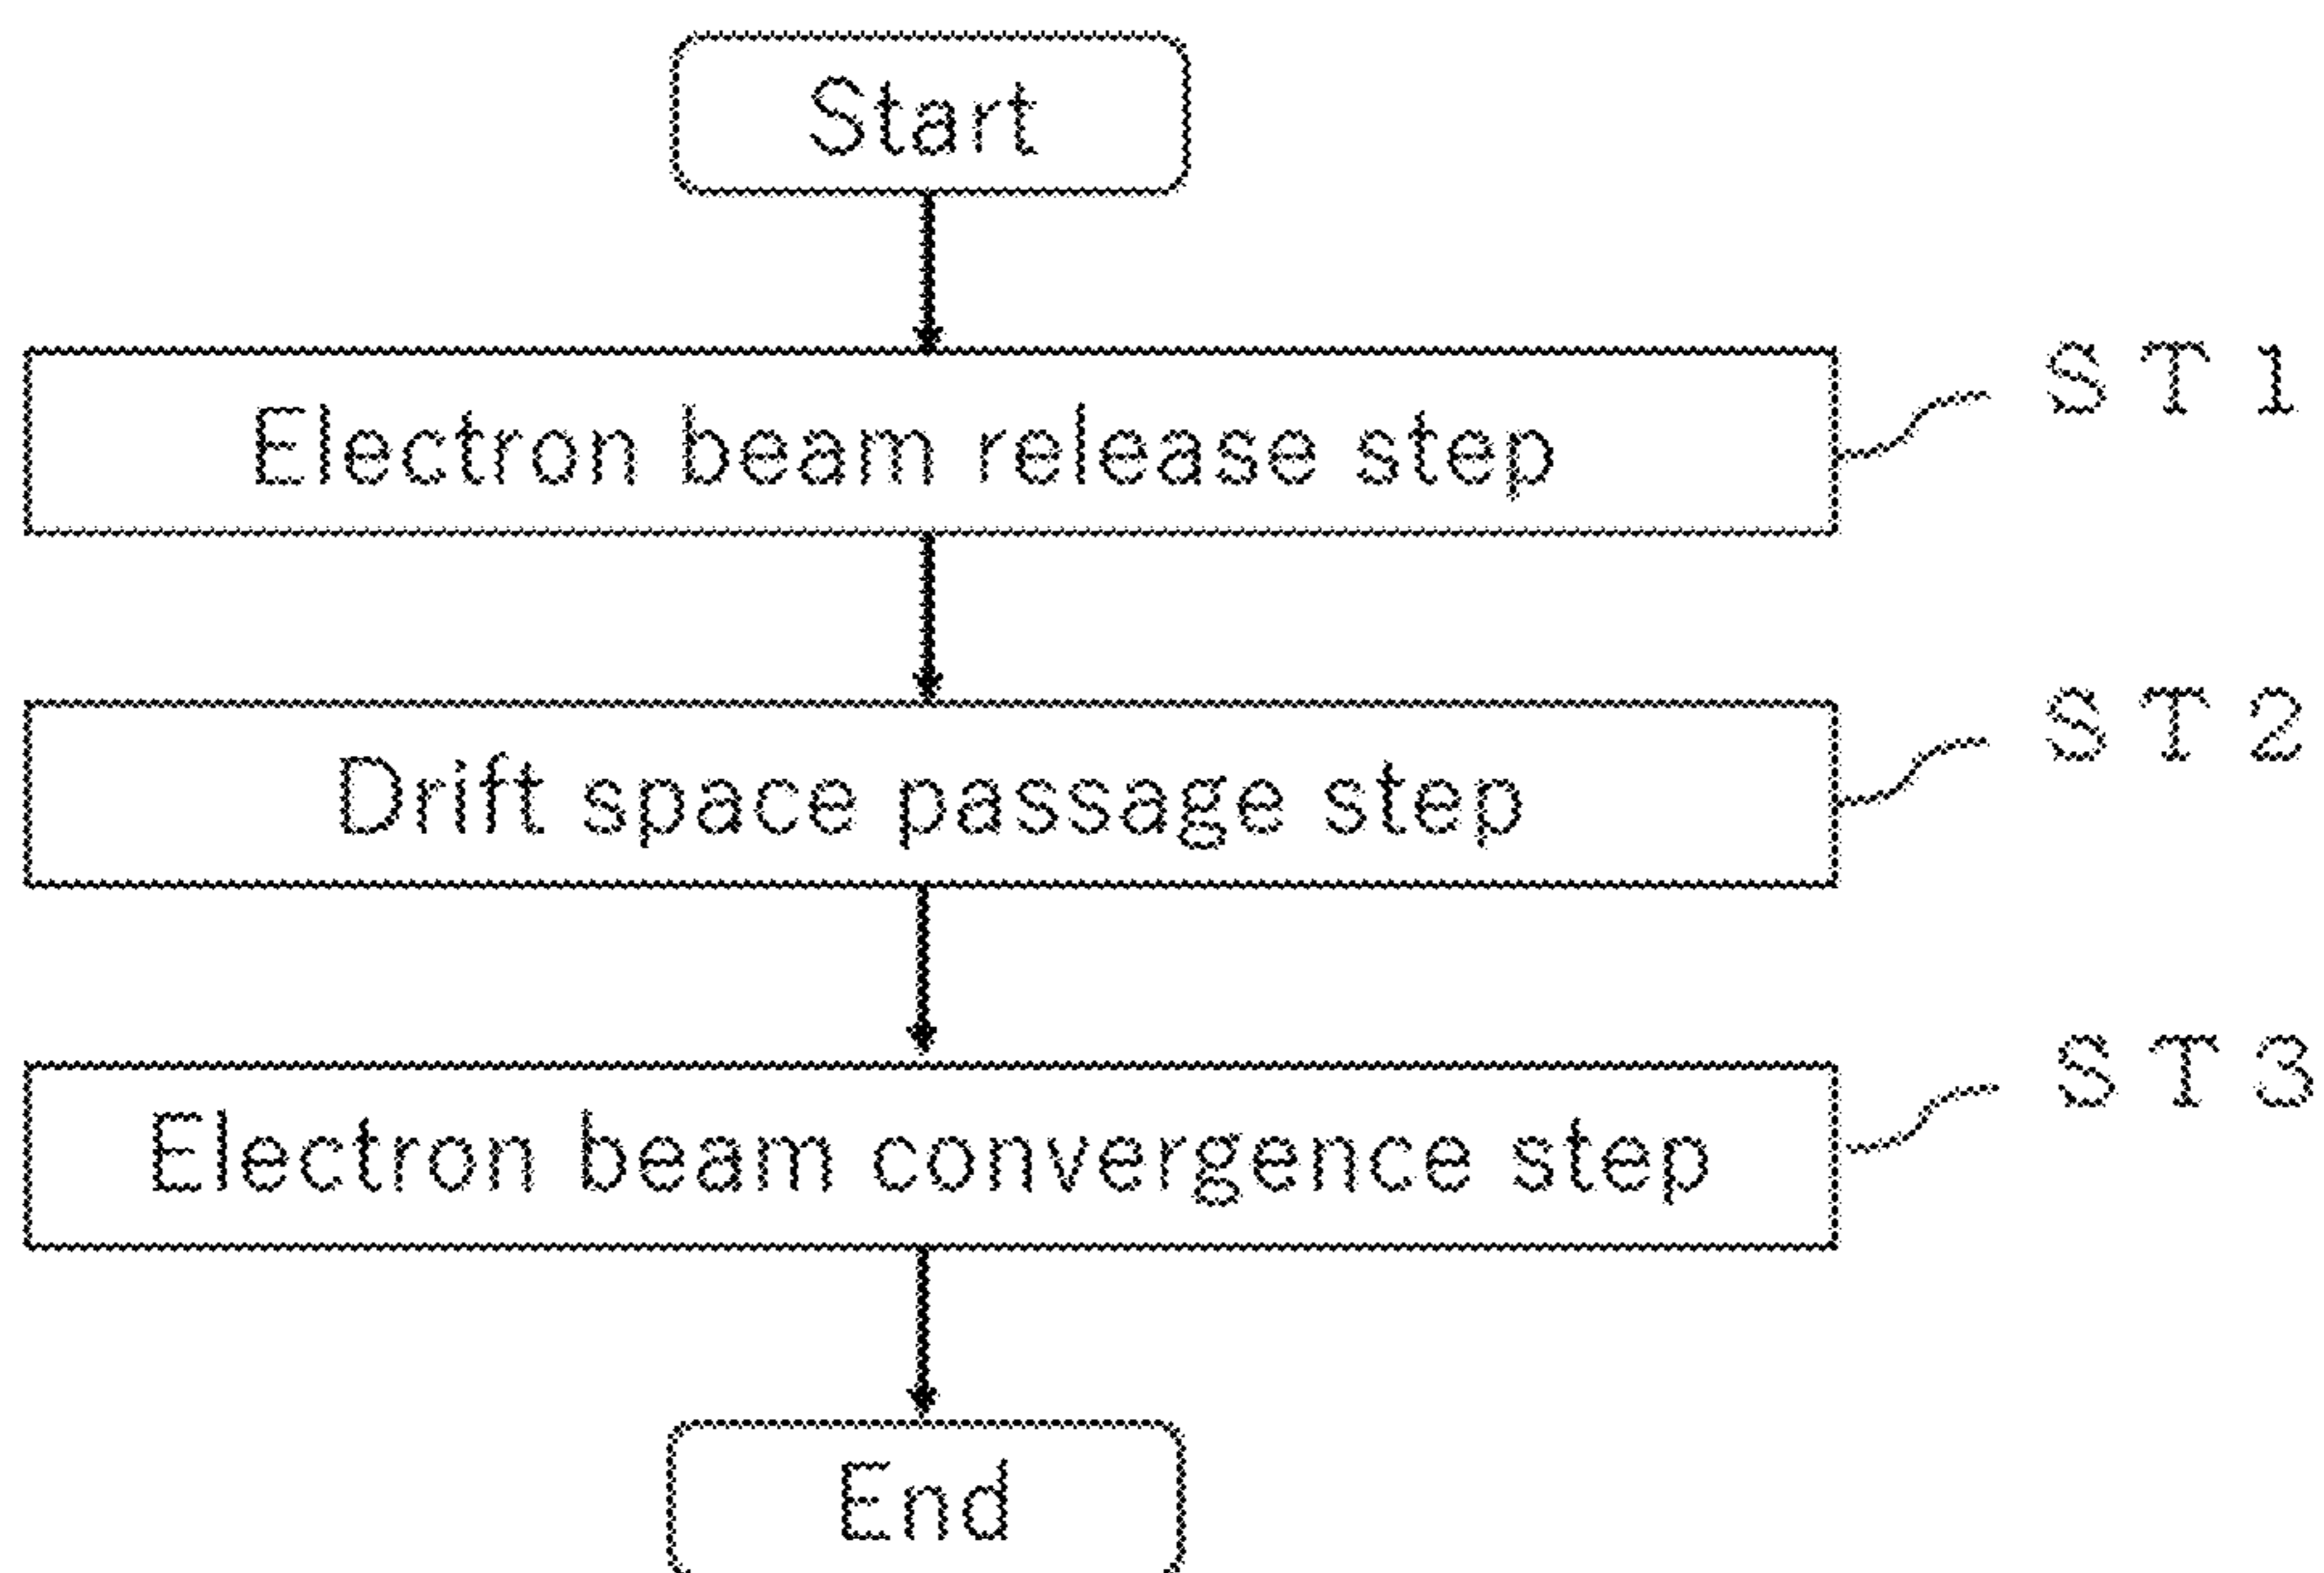 Start
Electron beam release step
ST1
Drift space passage step
ST2
Electron beam convergence step
ST3
End